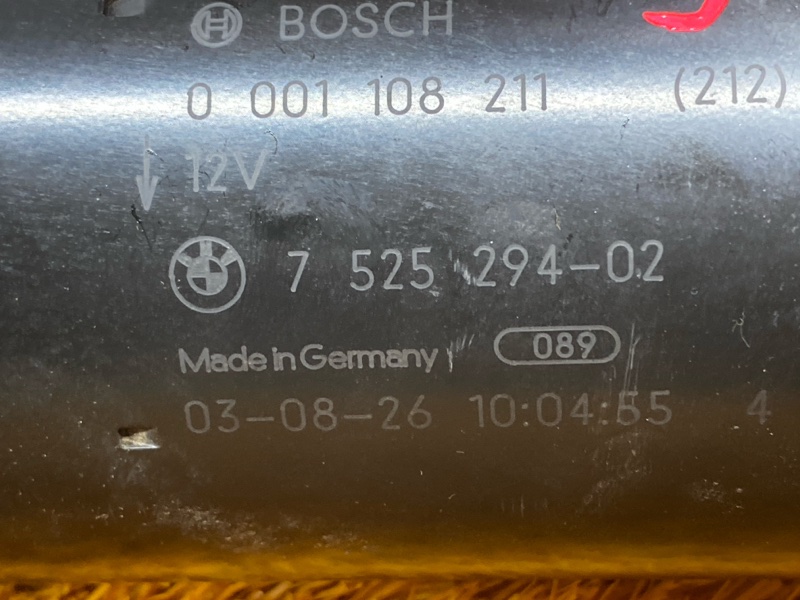 BOSCH
0 001 108 211 (212)
12V
7 525 294-02
Made in Germany 089
03-08-26 10:04:55 4